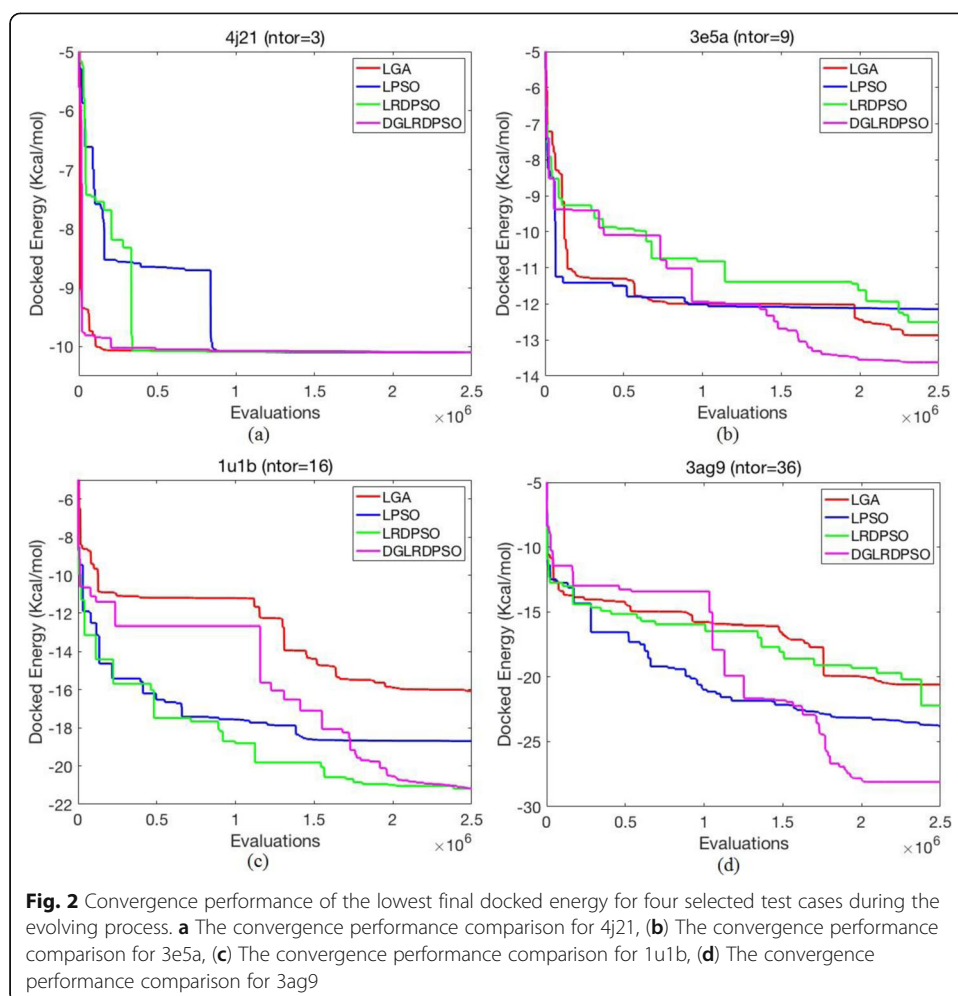 4j21 (ntor=3)
-5
-6
-7
-8
-9
-10
Docked Energy (Kcal/mol)
LGA
LPSO
LRDPSO
DGLRDPSO
0
0.5
1
1.5
2
2.5
Evaluations
×10^6
(a)
3e5a (ntor=9)
-5
-6
-7
-8
-9
-10
-11
-12
-13
-14
Docked Energy (Kcal/mol)
LGA
LPSO
LRDPSO
DGLRDPSO
0
0.5
1
1.5
2
2.5
Evaluations
×10^6
(b)
1u1b (ntor=16)
-6
-8
-10
-12
-14
-16
-18
-20
-22
Docked Energy (Kcal/mol)
LGA
LPSO
LRDPSO
DGLRDPSO
0
0.5
1
1.5
2
2.5
Evaluations
×10^6
(c)
3ag9 (ntor=36)
-5
-10
-15
-20
-25
-30
Docked Energy (Kcal/mol)
LGA
LPSO
LRDPSO
DGLRDPSO
0
0.5
1
1.5
2
2.5
Evaluations
×10^6
(d)
Fig. 2 Convergence performance of the lowest final docked energy for four selected test cases during the
evolving process. a The convergence performance comparison for 4j21, (b) The convergence performance
comparison for 3e5a, (c) The convergence performance comparison for 1u1b, (d) The convergence
performance comparison for 3ag9